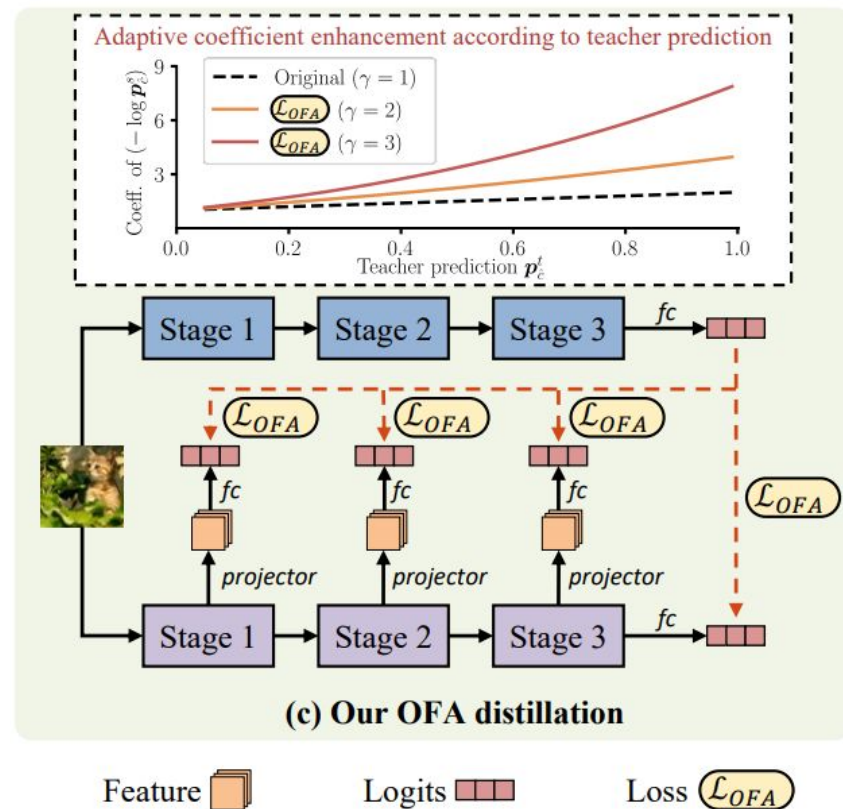 Adaptive coefficient enhancement according to teacher prediction
Coeff. of (− log p^s_ĉ)
9
6
3
Original (γ = 1)
ℒ_OFA (γ = 2)
ℒ_OFA (γ = 3)
0.0 0.2 0.4 0.6 0.8 1.0
Teacher prediction p^t_ĉ
Stage 1 Stage 2 Stage 3 fc
ℒ_OFA ℒ_OFA ℒ_OFA
fc fc fc
ℒ_OFA
projector projector projector
Stage 1 Stage 2 Stage 3 fc
(c) Our OFA distillation
Feature Logits Loss ℒ_OFA